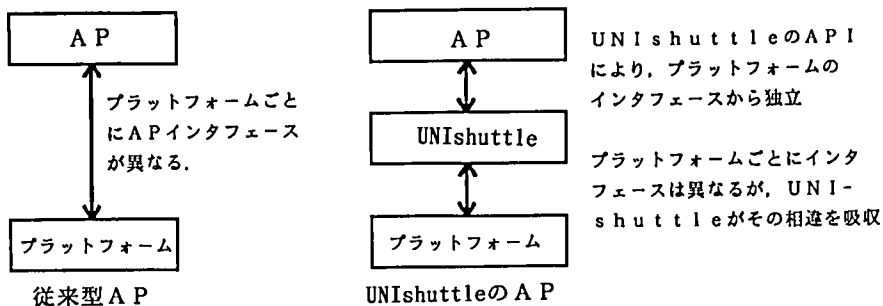 ＡＰ
プラットフォームごと
にＡＰインタフェース
が異なる．
プラットフォーム
従来型ＡＰ
ＡＰ
UNIshuttle
プラットフォーム
UNIshuttleのＡＰ
ＵＮＩｓｈｕｔｔｌｅのＡＰＩ
により，プラットフォームの
インタフェースから独立
プラットフォームごとにインタ
フェースは異なるが，ＵＮＩ-
ｓｈｕｔｔｌｅがその相違を吸収